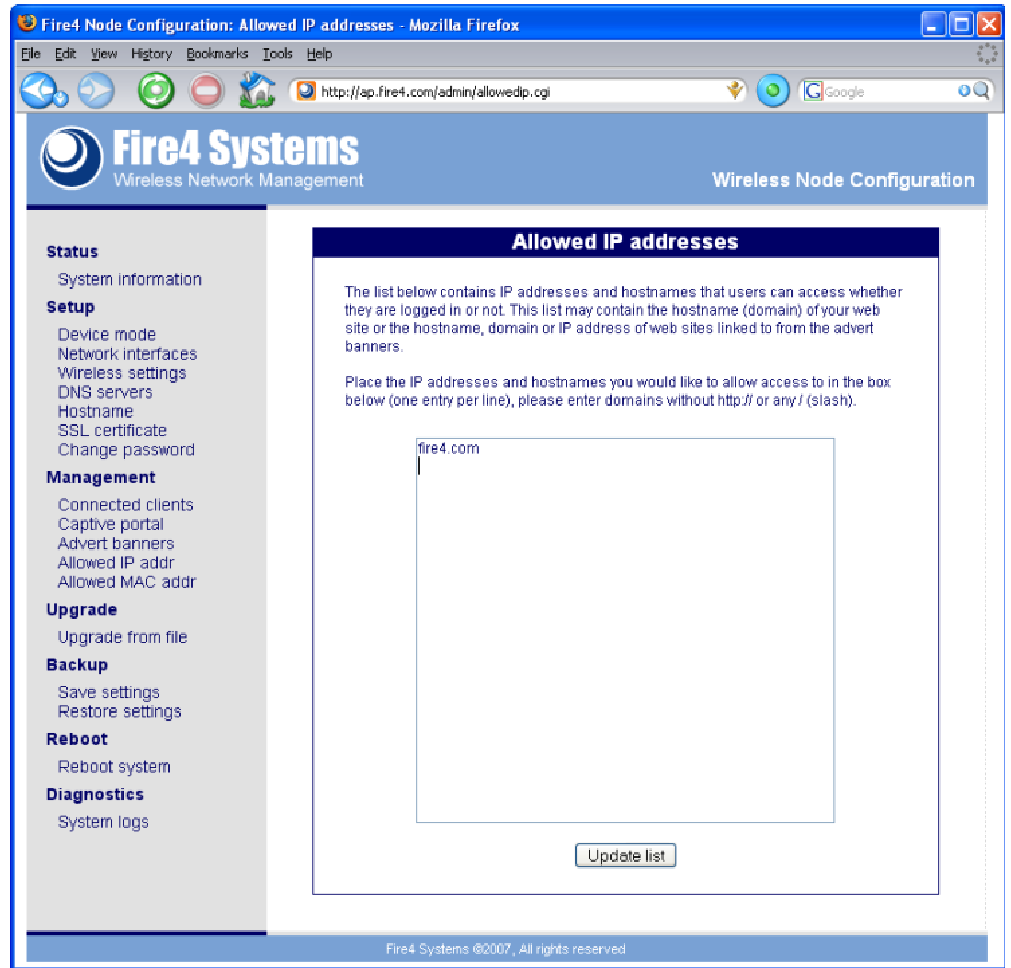 Fire4 Node Configuration: Allowed IP addresses - Mozilla Firefox
File Edit View History Bookmarks Tools Help
http://ap.fire4.com/admin/allowedip.cgi
Google
Fire4 Systems
Wireless Network Management
Wireless Node Configuration
Status
System information
Setup
Device mode
Network interfaces
Wireless settings
DNS servers
Hostname
SSL certificate
Change password
Management
Connected clients
Captive portal
Advert banners
Allowed IP addr
Allowed MAC addr
Upgrade
Upgrade from file
Backup
Save settings
Restore settings
Reboot
Reboot system
Diagnostics
System logs
Allowed IP addresses
The list below contains IP addresses and hostnames that users can access whether
they are logged in or not. This list may contain the hostname (domain) of your web
site or the hostname, domain or IP address of web sites linked to from the advert
banners.
Place the IP addresses and hostnames you would like to allow access to in the box
below (one entry per line), please enter domains without http:// or any / (slash).
fire4.com
Update list
Fire4 Systems ©2007, All rights reserved